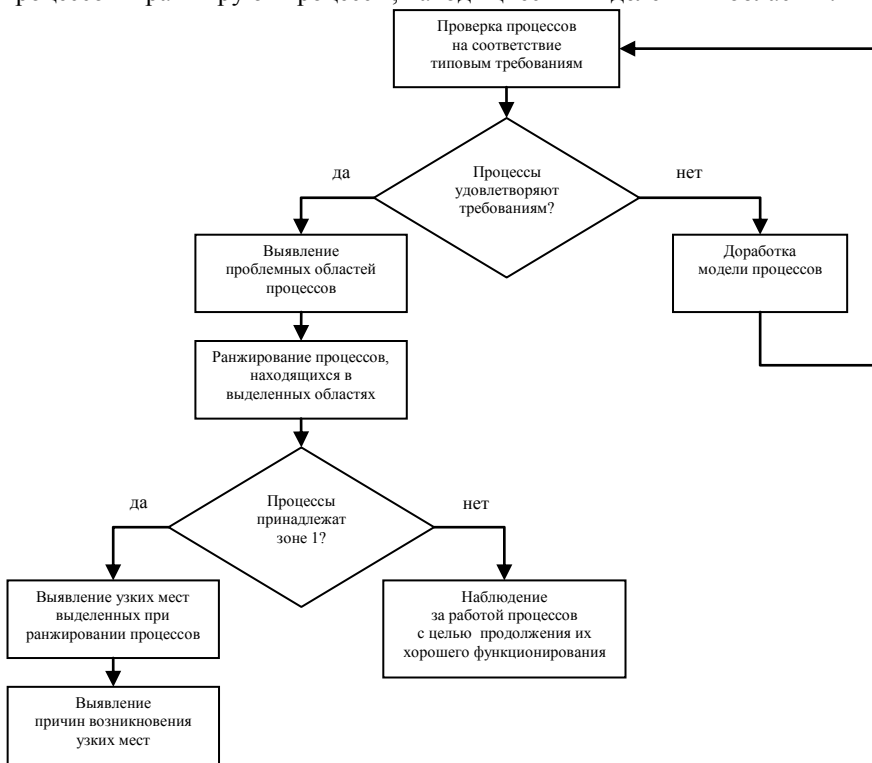 Проверка процессов
на соответствие
типовым требованиям
Процессы
удовлетворяют
требованиям?
да
нет
Выявление
проблемных областей
процессов
Доработка
модели процессов
Ранжирование процессов,
находящихся в
выделенных областях
Процессы
принадлежат
зоне 1?
да
нет
Выявление узких мест
выделенных при
ранжировании процессов
Наблюдение
за работой процессов
с целью продолжения их
хорошего функционирования
Выявление
причин возникновения
узких мест